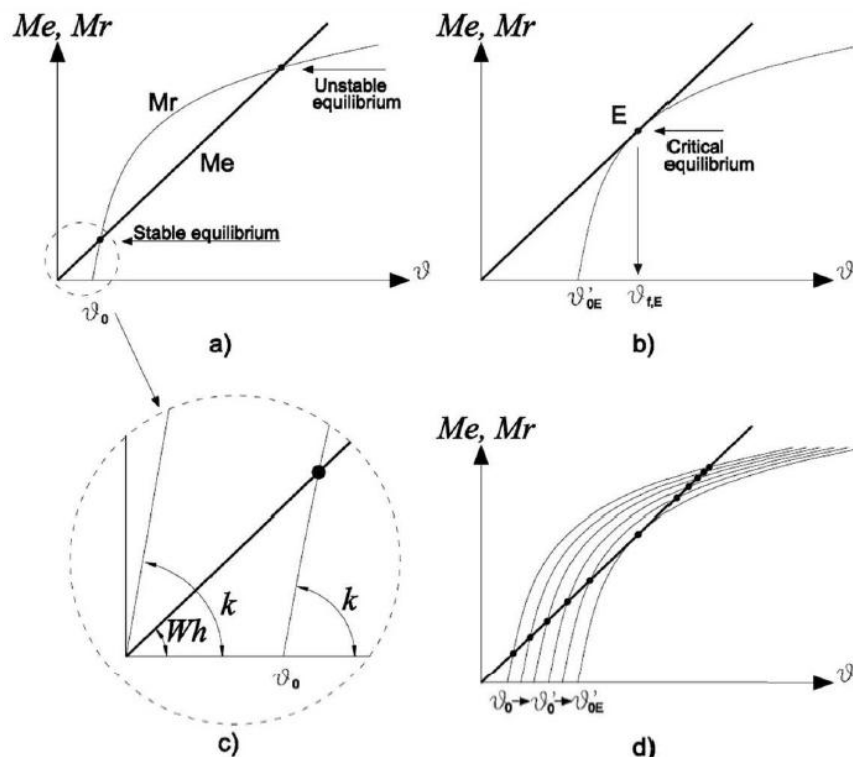 Me, Mr
Mr
Me
Unstable
equilibrium
Stable equilibrium
ϑ
ϑ₀
a)
Me, Mr
E
Critical
equilibrium
ϑ
ϑ'₀E
ϑf,E
b)
k
k
Wh
ϑ₀
c)
Me, Mr
ϑ
ϑ₀→ϑ'₀→ϑ'₀E
d)